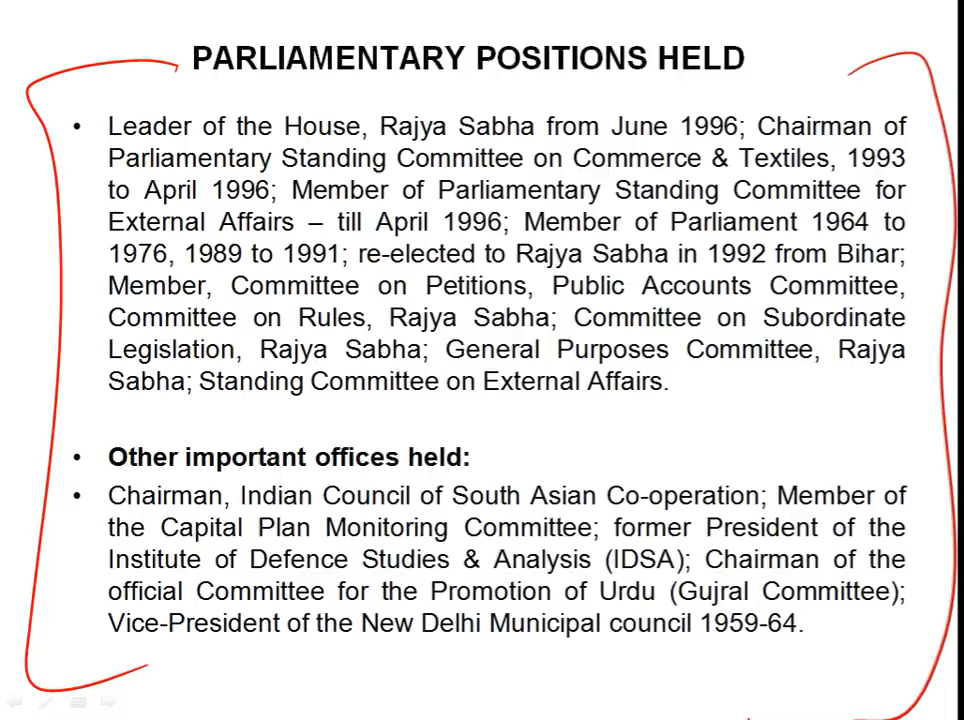 PARLIAMENTARY POSITIONS HELD
• Leader of the House, Rajya Sabha from June 1996; Chairman of
Parliamentary Standing Committee on Commerce & Textiles, 1993
to April 1996; Member of Parliamentary Standing Committee for
External Affairs – till April 1996; Member of Parliament 1964 to
1976, 1989 to 1991; re-elected to Rajya Sabha in 1992 from Bihar;
Member, Committee on Petitions, Public Accounts Committee,
Committee on Rules, Rajya Sabha; Committee on Subordinate
Legislation, Rajya Sabha; General Purposes Committee, Rajya
Sabha; Standing Committee on External Affairs.
• Other important offices held:
• Chairman, Indian Council of South Asian Co-operation; Member of
the Capital Plan Monitoring Committee; former President of the
Institute of Defence Studies & Analysis (IDSA); Chairman of the
official Committee for the Promotion of Urdu (Gujral Committee);
Vice-President of the New Delhi Municipal council 1959-64.